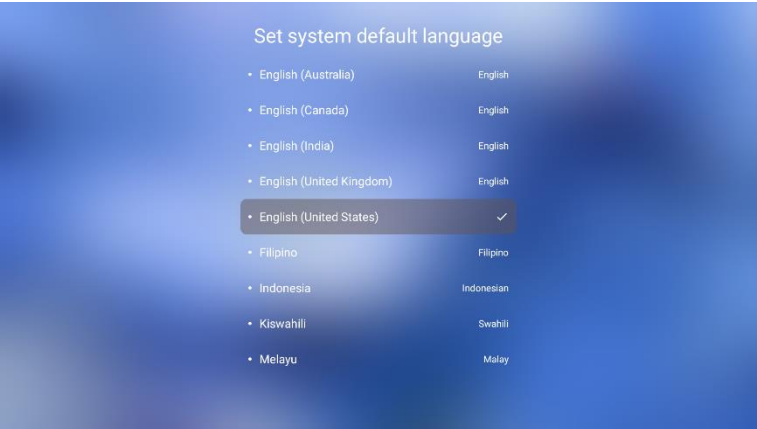 Set system default language
• English (Australia) English
• English (Canada) English
• English (India) English
• English (United Kingdom) English
• English (United States) ✓
• Filipino Filipino
• Indonesia Indonesian
• Kiswahili Swahili
• Melayu Malay